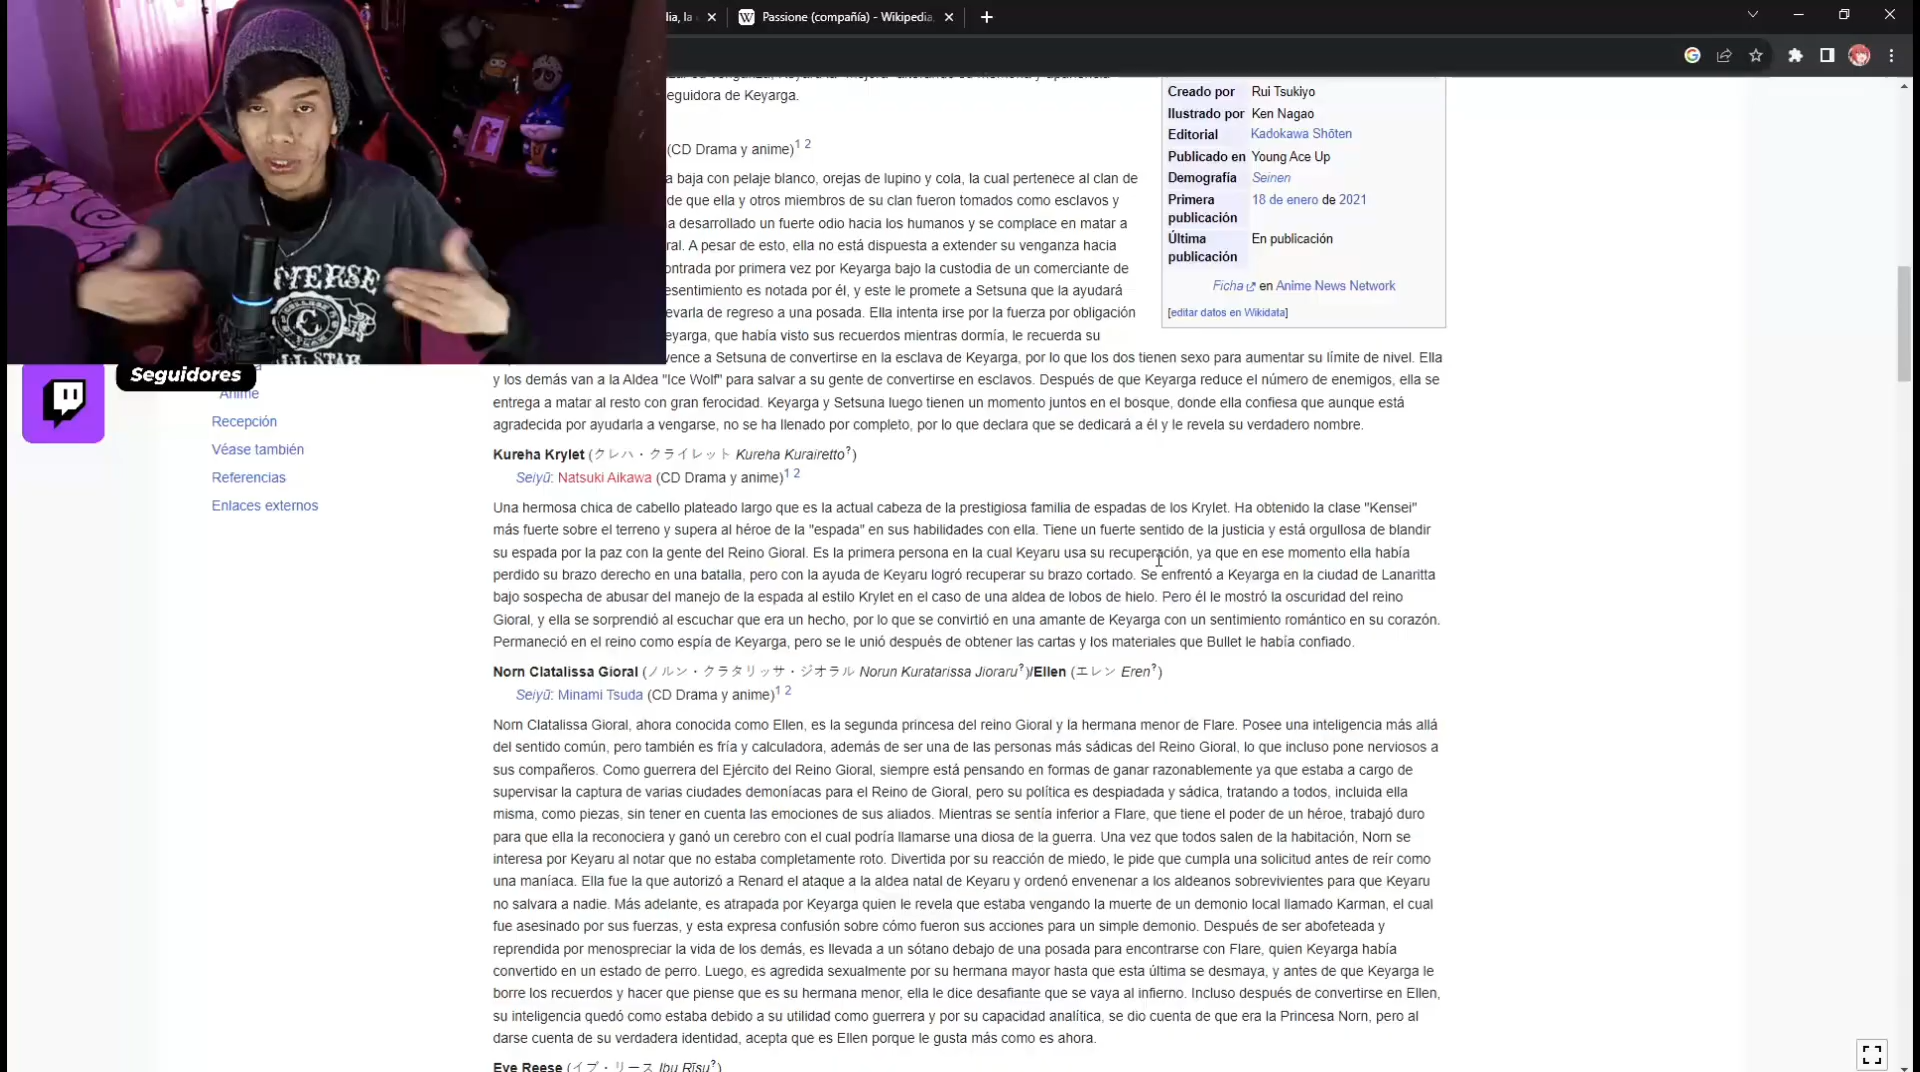 lia, la
Passione (compañía) - Wikipedia,
eguidora de Keyarga.
(CD Drama y anime)1 2
a baja con pelaje blanco, orejas de lupino y cola, la cual pertenece al clan de
de que ella y otros miembros de su clan fueron tomados como esclavos y
a desarrollado un fuerte odio hacia los humanos y se complace en matar a
ral. A pesar de esto, ella no está dispuesta a extender su venganza hacia
ontrada por primera vez por Keyarga bajo la custodia de un comerciante de
esentimiento es notada por él, y este le promete a Setsuna que la ayudará
evarla de regreso a una posada. Ella intenta irse por la fuerza por obligación
eyarga, que había visto sus recuerdos mientras dormía, le recuerda su
vence a Setsuna de convertirse en la esclava de Keyarga, por lo que los dos tienen sexo para aumentar su límite de nivel. Ella
y los demás van a la Aldea "Ice Wolf" para salvar a su gente de convertirse en esclavos. Después de que Keyarga reduce el número de enemigos, ella se
entrega a matar al resto con gran ferocidad. Keyarga y Setsuna luego tienen un momento juntos en el bosque, donde ella confiesa que aunque está
agradecida por ayudarla a vengarse, no se ha llenado por completo, por lo que declara que se dedicará a él y le revela su verdadero nombre.
Creado por Rui Tsukiyo
Ilustrado por Ken Nagao
Editorial Kadokawa Shōten
Publicado en Young Ace Up
Demografía Seinen
Primera publicación 18 de enero de 2021
Última publicación En publicación
Ficha en Anime News Network
[editar datos en Wikidata]
VERSE
ALL STAR
Seguidores
Anime
Recepción
Véase también
Referencias
Enlaces externos
Kureha Krylet (クレハ・クライレット Kureha Kurairetto?)
Seiyū: Natsuki Aikawa (CD Drama y anime)1 2
Una hermosa chica de cabello plateado largo que es la actual cabeza de la prestigiosa familia de espadas de los Krylet. Ha obtenido la clase "Kensei"
más fuerte sobre el terreno y supera al héroe de la "espada" en sus habilidades con ella. Tiene un fuerte sentido de la justicia y está orgullosa de blandir
su espada por la paz con la gente del Reino Gioral. Es la primera persona en la cual Keyaru usa su recuperación, ya que en ese momento ella había
perdido su brazo derecho en una batalla, pero con la ayuda de Keyaru logró recuperar su brazo cortado. Se enfrentó a Keyarga en la ciudad de Lanaritta
bajo sospecha de abusar del manejo de la espada al estilo Krylet en el caso de una aldea de lobos de hielo. Pero él le mostró la oscuridad del reino
Gioral, y ella se sorprendió al escuchar que era un hecho, por lo que se convirtió en una amante de Keyarga con un sentimiento romántico en su corazón.
Permaneció en el reino como espía de Keyarga, pero se le unió después de obtener las cartas y los materiales que Bullet le había confiado.
Norn Clatalissa Gioral (ノルン・クラタリッサ・ジオラル Norun Kuratarissa Jioraru?)/Ellen (エレン Eren?)
Seiyū: Minami Tsuda (CD Drama y anime)1 2
Norn Clatalissa Gioral, ahora conocida como Ellen, es la segunda princesa del reino Gioral y la hermana menor de Flare. Posee una inteligencia más allá
del sentido común, pero también es fría y calculadora, además de ser una de las personas más sádicas del Reino Gioral, lo que incluso pone nerviosos a
sus compañeros. Como guerrera del Ejército del Reino Gioral, siempre está pensando en formas de ganar razonablemente ya que estaba a cargo de
supervisar la captura de varias ciudades demoníacas para el Reino de Gioral, pero su política es despiadada y sádica, tratando a todos, incluida ella
misma, como piezas, sin tener en cuenta las emociones de sus aliados. Mientras se sentía inferior a Flare, que tiene el poder de un héroe, trabajó duro
para que ella la reconociera y ganó un cerebro con el cual podría llamarse una diosa de la guerra. Una vez que todos salen de la habitación, Norn se
interesa por Keyaru al notar que no estaba completamente roto. Divertida por su reacción de miedo, le pide que cumpla una solicitud antes de reír como
una maníaca. Ella fue la que autorizó a Renard el ataque a la aldea natal de Keyaru y ordenó envenenar a los aldeanos sobrevivientes para que Keyaru
no salvara a nadie. Más adelante, es atrapada por Keyarga quien le revela que estaba vengando la muerte de un demonio local llamado Karman, el cual
fue asesinado por sus fuerzas, y esta expresa confusión sobre cómo fueron sus acciones para un simple demonio. Después de ser abofeteada y
reprendida por menospreciar la vida de los demás, es llevada a un sótano debajo de una posada para encontrarse con Flare, quien Keyarga había
convertido en un estado de perro. Luego, es agredida sexualmente por su hermana mayor hasta que esta última se desmaya, y antes de que Keyarga le
borre los recuerdos y hacer que piense que es su hermana menor, ella le dice desafiante que se vaya al infierno. Incluso después de convertirse en Ellen,
su inteligencia quedó como estaba debido a su utilidad como guerrera y por su capacidad analítica, se dio cuenta de que era la Princesa Norn, pero al
darse cuenta de su verdadera identidad, acepta que es Ellen porque le gusta más como es ahora.
Eve Reese (イブ・リース Ibu Rīsu?)